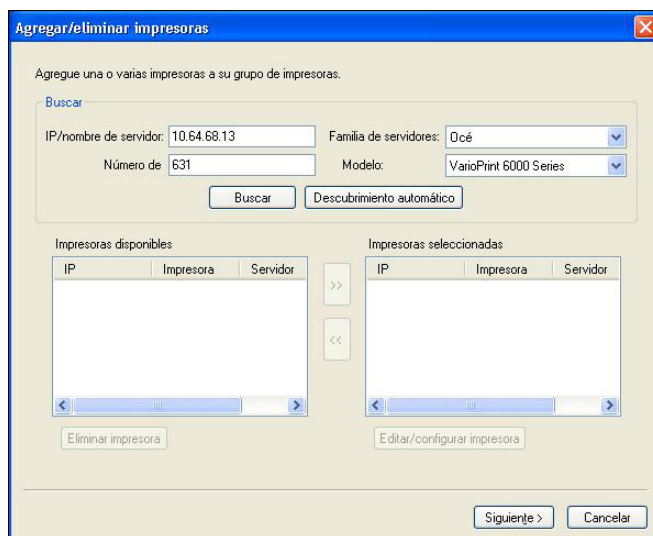 Agregar/eliminar impresoras
Agregue una o varias impresoras a su grupo de impresoras.
Buscar
IP/nombre de servidor: 10.64.68.13 Familia de servidores: Océ
Número de 631 Modelo: VarioPrint 6000 Series
Buscar Descubrimiento automático
Impresoras disponibles Impresoras seleccionadas
IP Impresora Servidor IP Impresora Servidor
>>
<<
Eliminar impresora Editar/configurar impresora
Siguiente > Cancelar